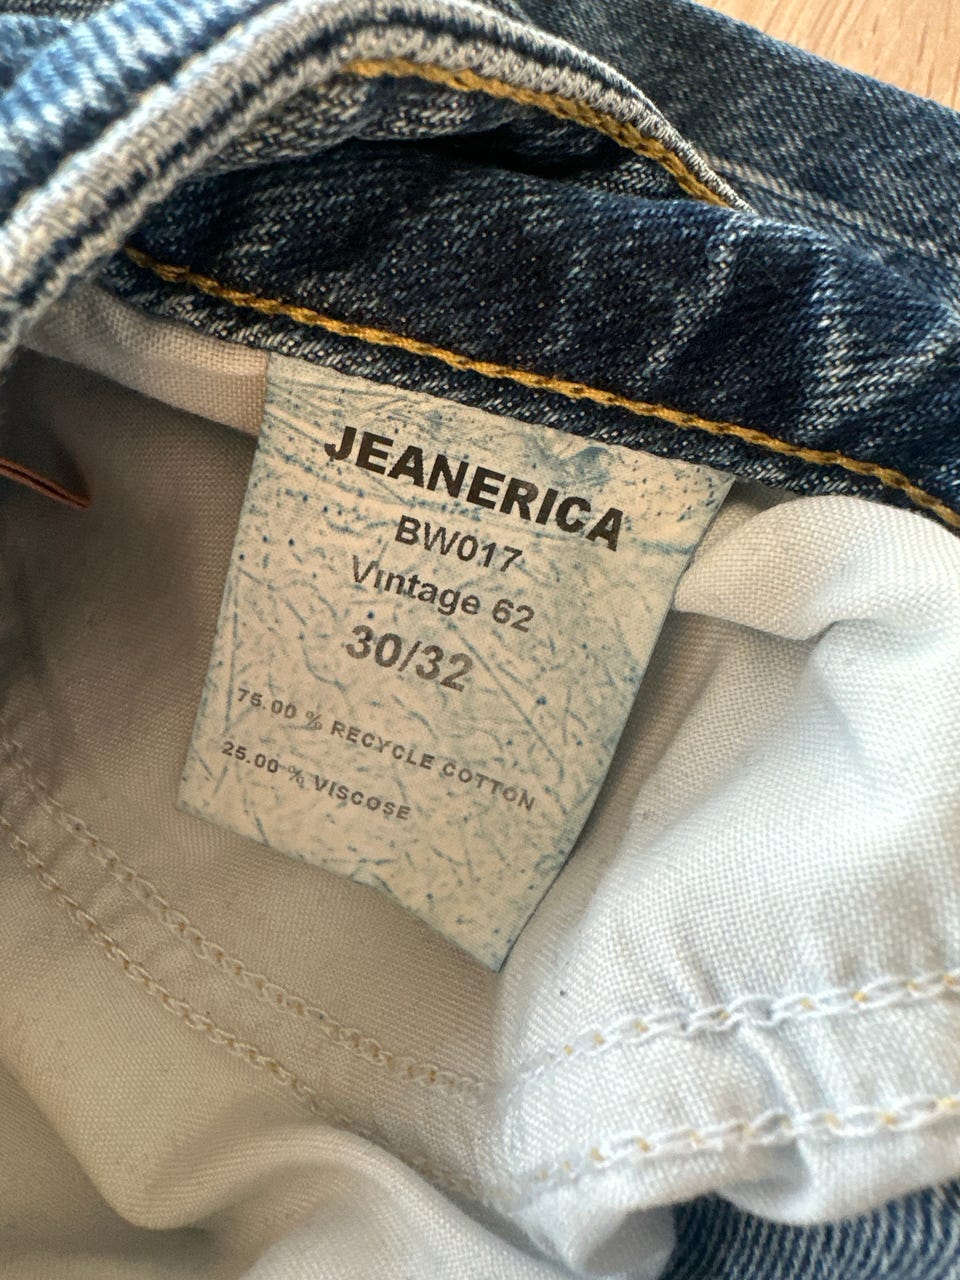 JEANERICA
BW017
Vintage 62
30/32
75.00 % RECYCLE COTTON
25.00 % VISCOSE